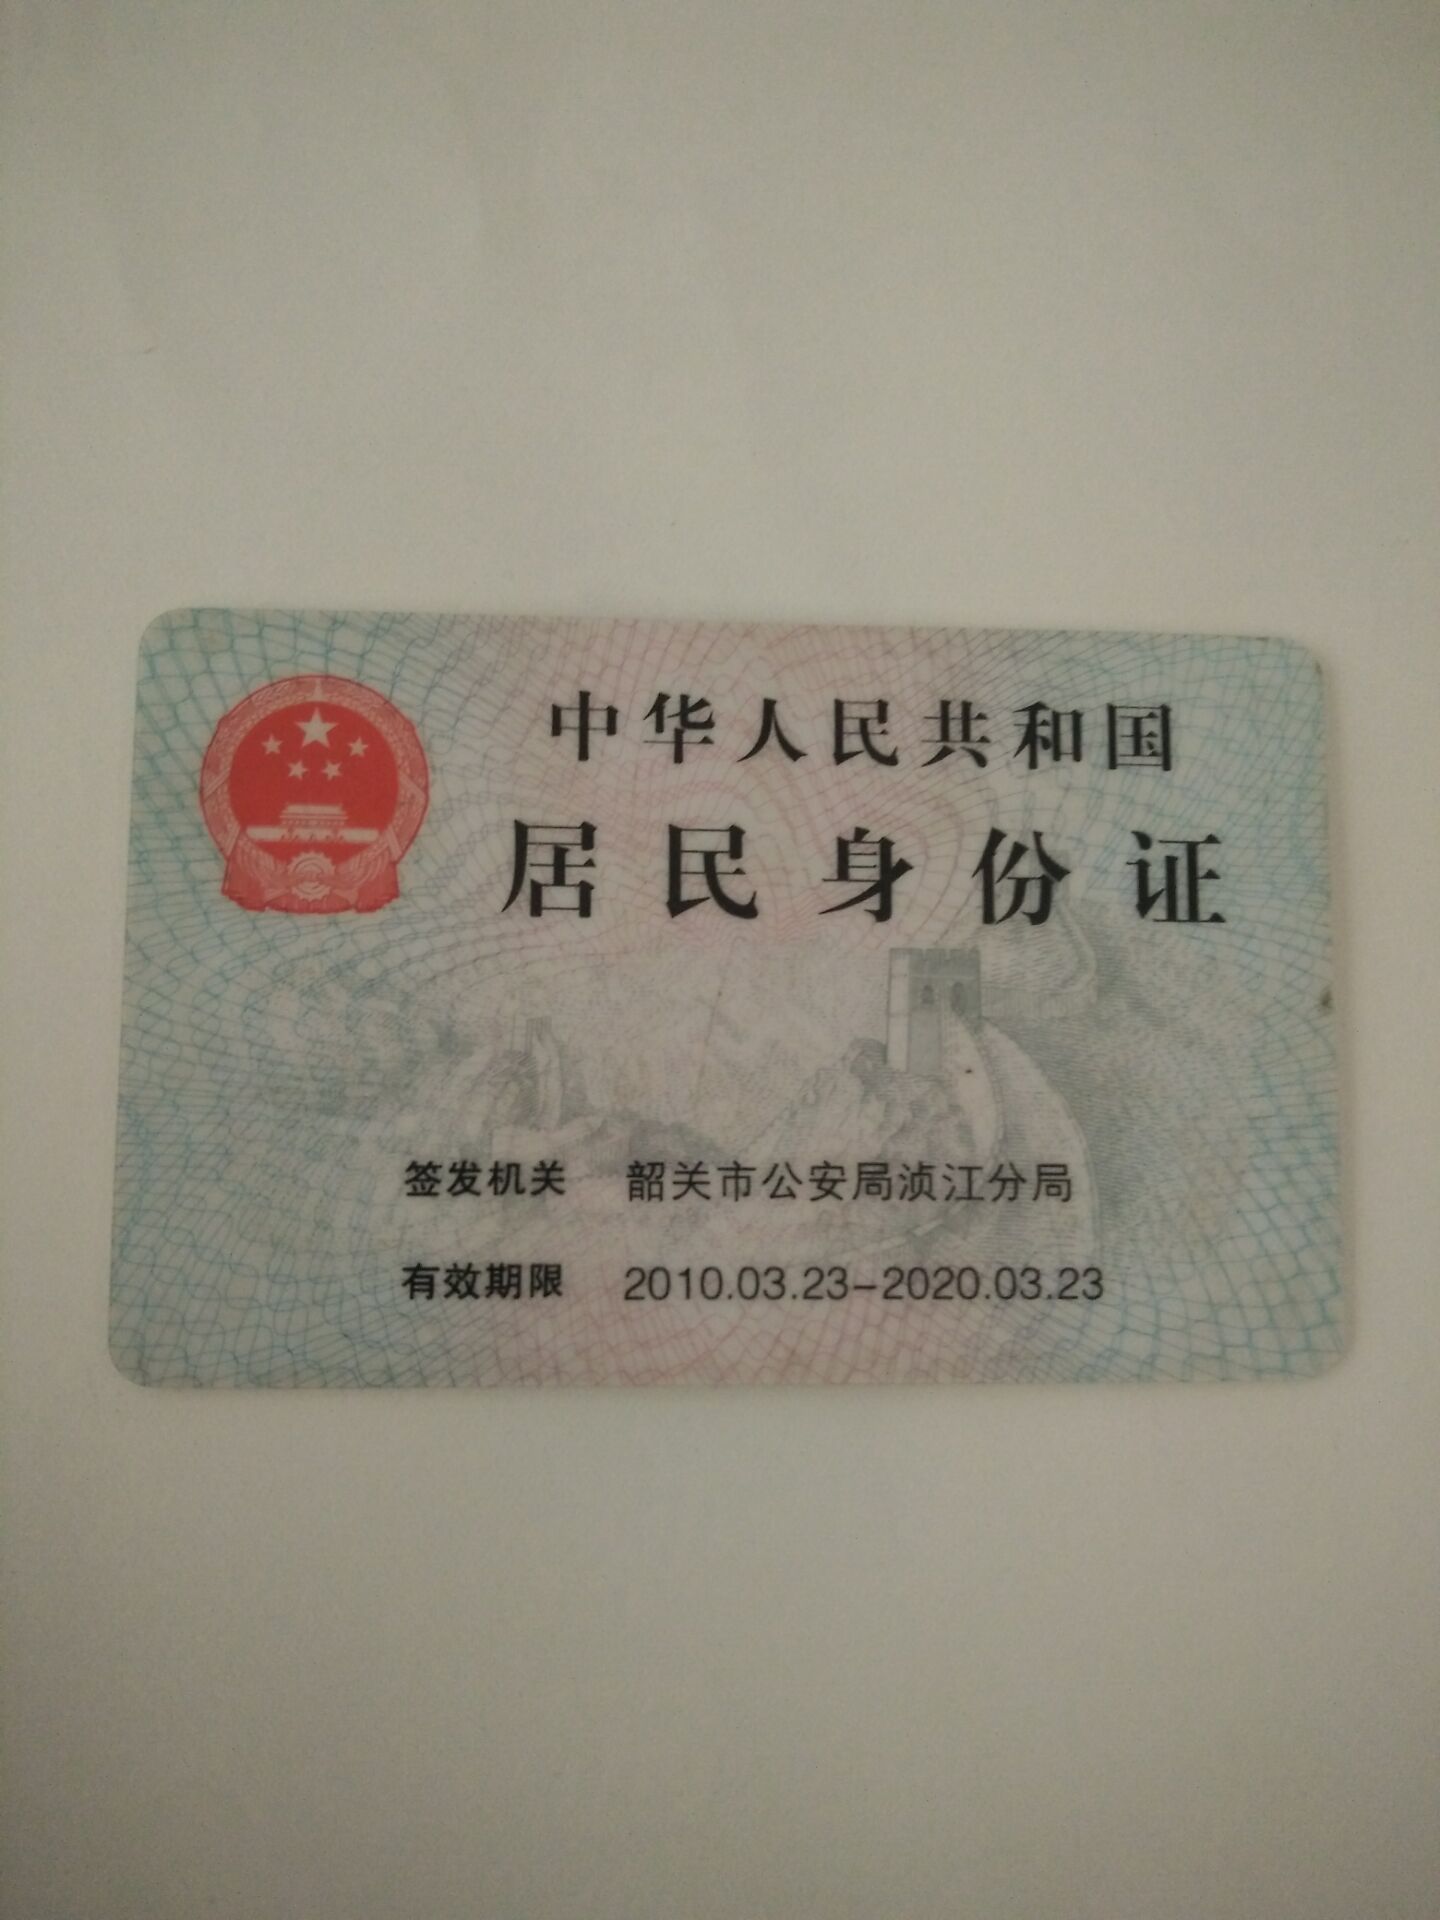 中华人民共和国
居民身份证
签发机关 韶关市公安局浈江分局
有效期限 2010.03.23-2020.03.23